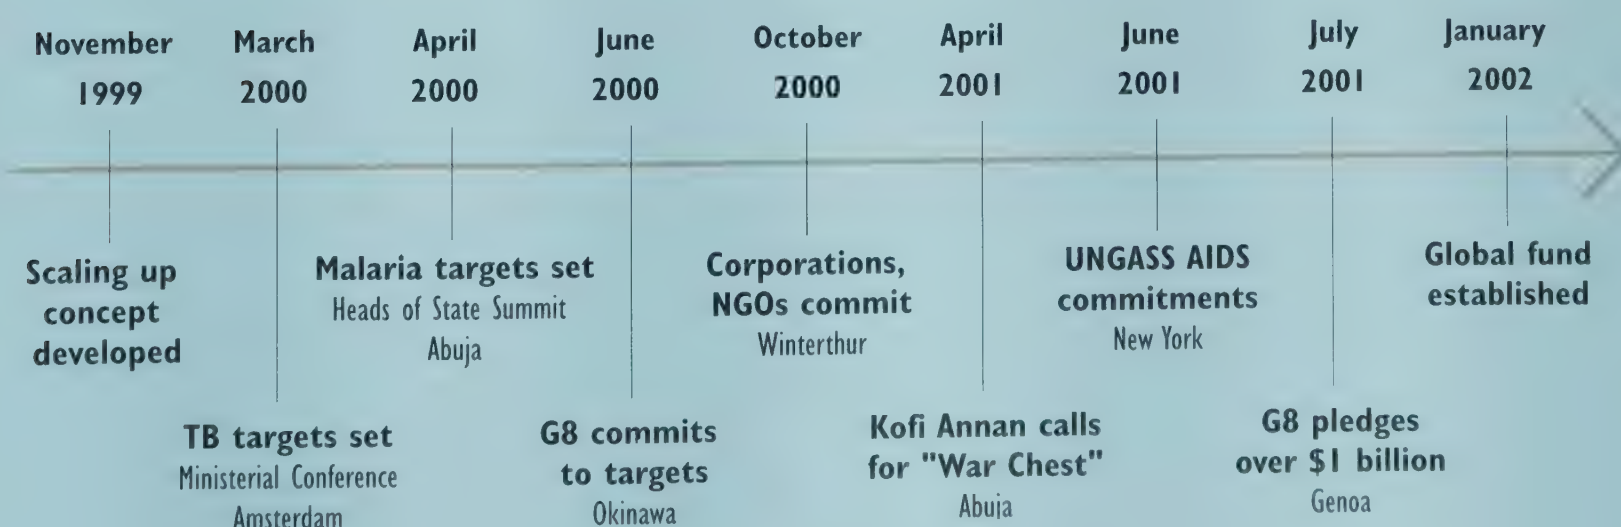 November
1999
March
2000
April
2000
June
2000
October
2000
April
2001
June
2001
July
2001
January
2002
Scaling up
concept
developed
TB targets set
Ministerial Conference
Amsterdam
Malaria targets set
Heads of State Summit
Abuja
G8 commits
to targets
Okinawa
Corporations,
NGOs commit
Winterthur
Kofi Annan calls
for "War Chest"
Abuja
UNGASS AIDS
commitments
New York
G8 pledges
over $1 billion
Genoa
Global fund
established